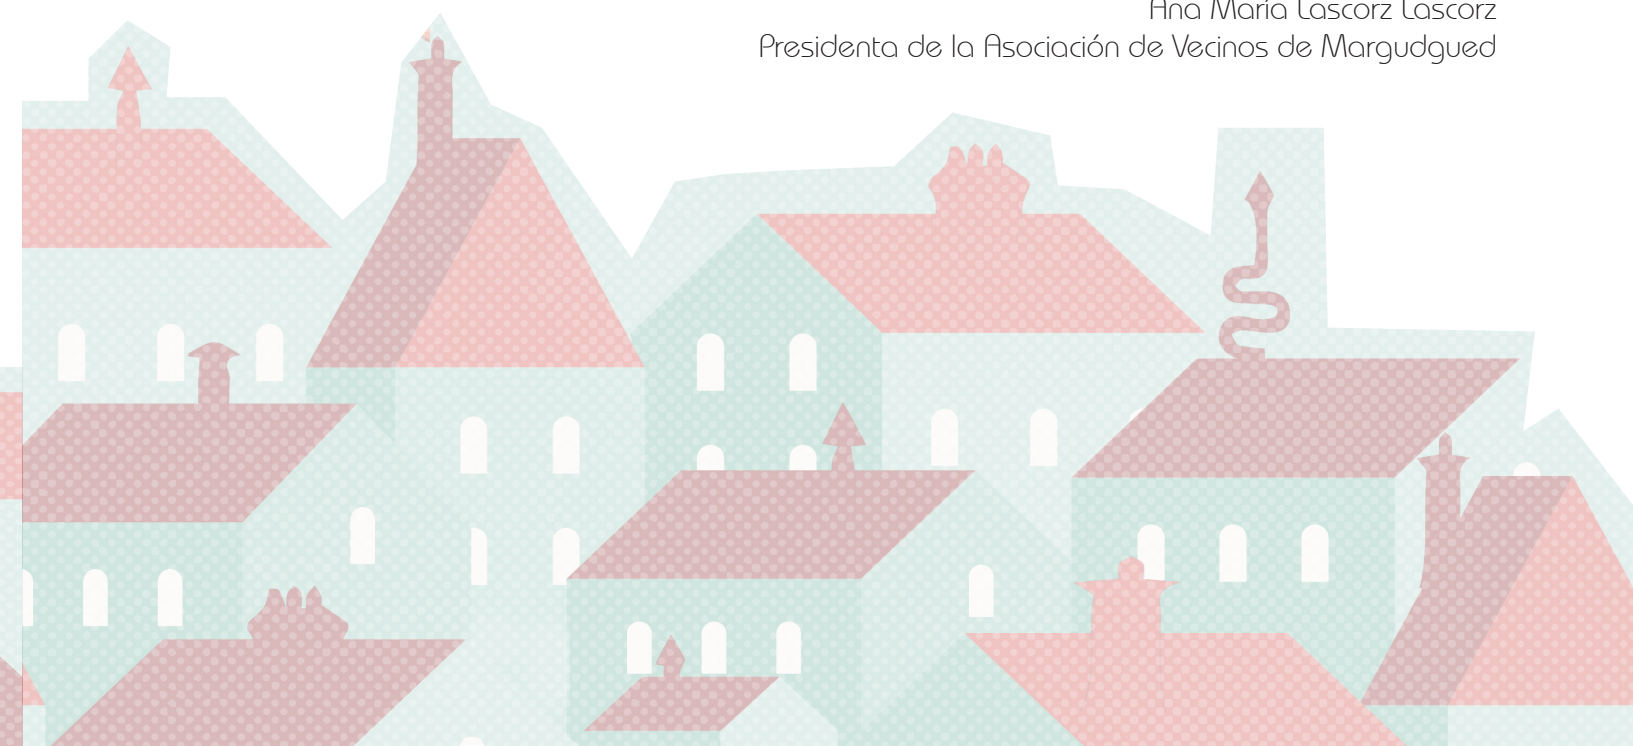 Ana María Lascorz Lascorz
Presidenta de la Asociación de Vecinos de Margudgued